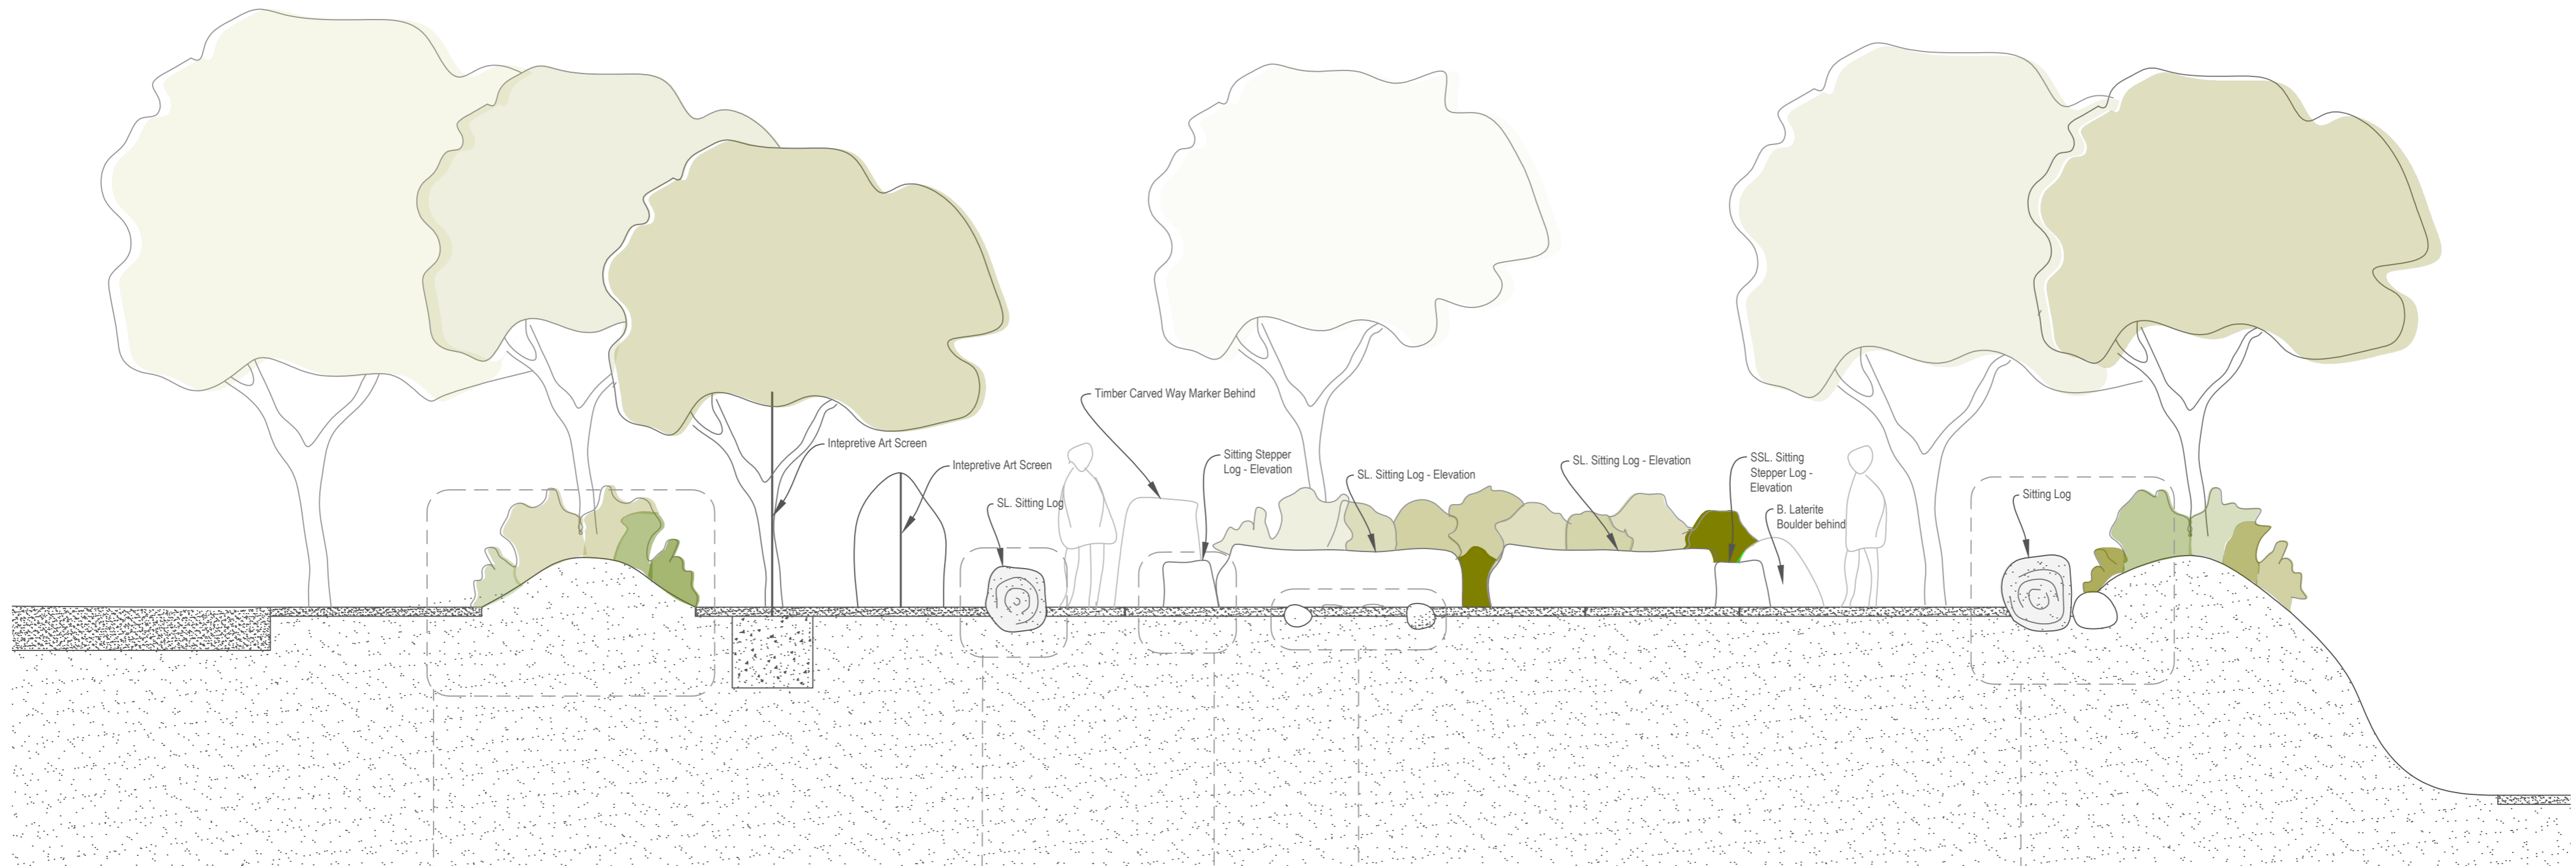 Timber Carved Way Marker Behind
Intepretive Art Screen
Intepretive Art Screen
SL. Sitting Log
Sitting Stepper
Log - Elevation
SL. Sitting Log - Elevation
SL. Sitting Log - Elevation
SSL. Sitting
Stepper Log -
Elevation
B. Laterite
Boulder behind
Sitting Log